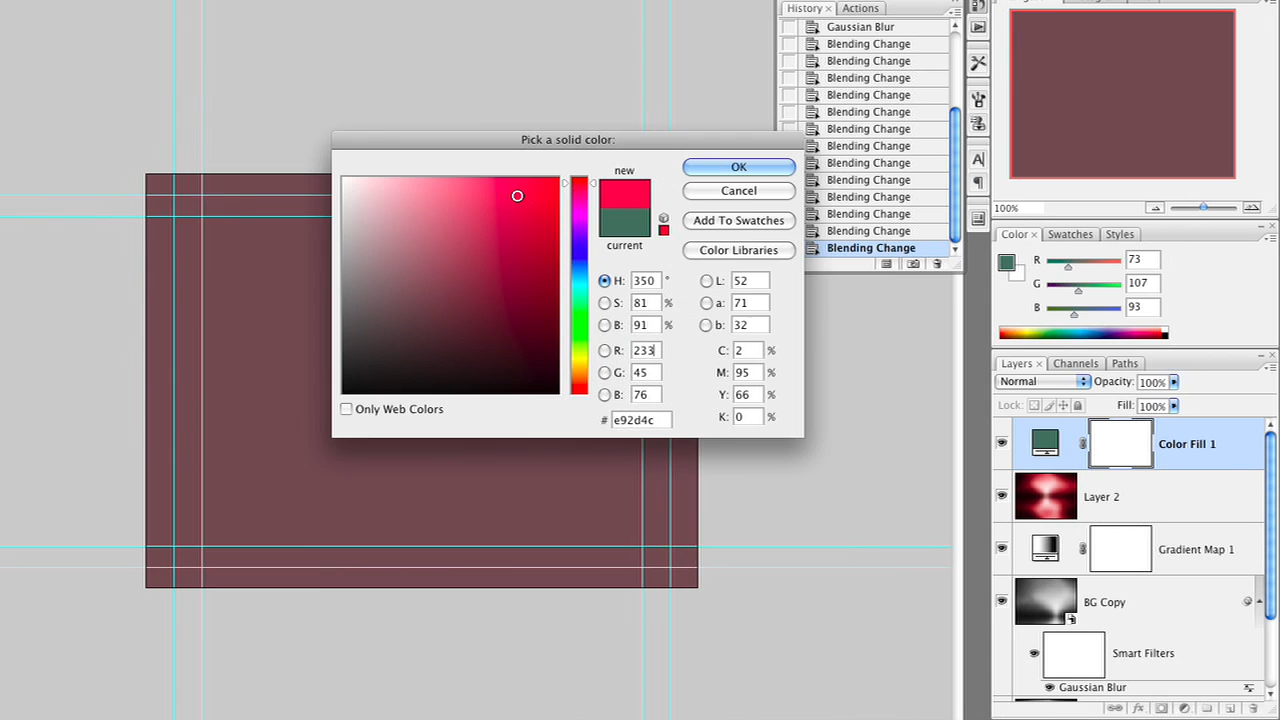 History × Actions
Gaussian Blur
Blending Change
Blending Change
Blending Change
Blending Change
Blending Change
Blending Change
Blending Change
Blending Change
Blending Change
Blending Change
Blending Change
Blending Change
Blending Change
Pick a solid color:
new
current
OK
Cancel
Add To Swatches
Color Libraries
H: 350 °
S: 81 %
B: 91 %
R: 233
G: 45
B: 76
# e92d4c
L: 52
a: 71
b: 32
C: 2 %
M: 95 %
Y: 66 %
K: 0 %
Only Web Colors
100%
Color × Swatches Styles
R 73
G 107
B 93
Layers × Channels Paths
Normal Opacity: 100%
Lock: Fill: 100%
Color Fill 1
Layer 2
Gradient Map 1
BG Copy
Smart Filters
Gaussian Blur